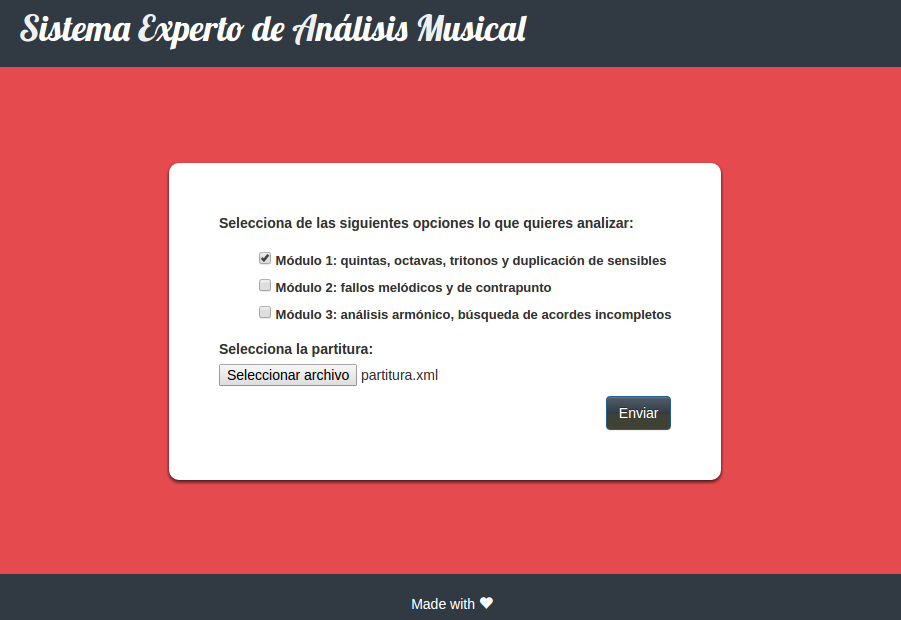 Sistema Experto de Análisis Musical
Selecciona de las siguientes opciones lo que quieres analizar:
Módulo 1: quintas, octavas, tritonos y duplicación de sensibles
Módulo 2: fallos melódicos y de contrapunto
Módulo 3: análisis armónico, búsqueda de acordes incompletos
Selecciona la partitura:
Seleccionar archivo partitura.xml
Enviar
Made with ♥